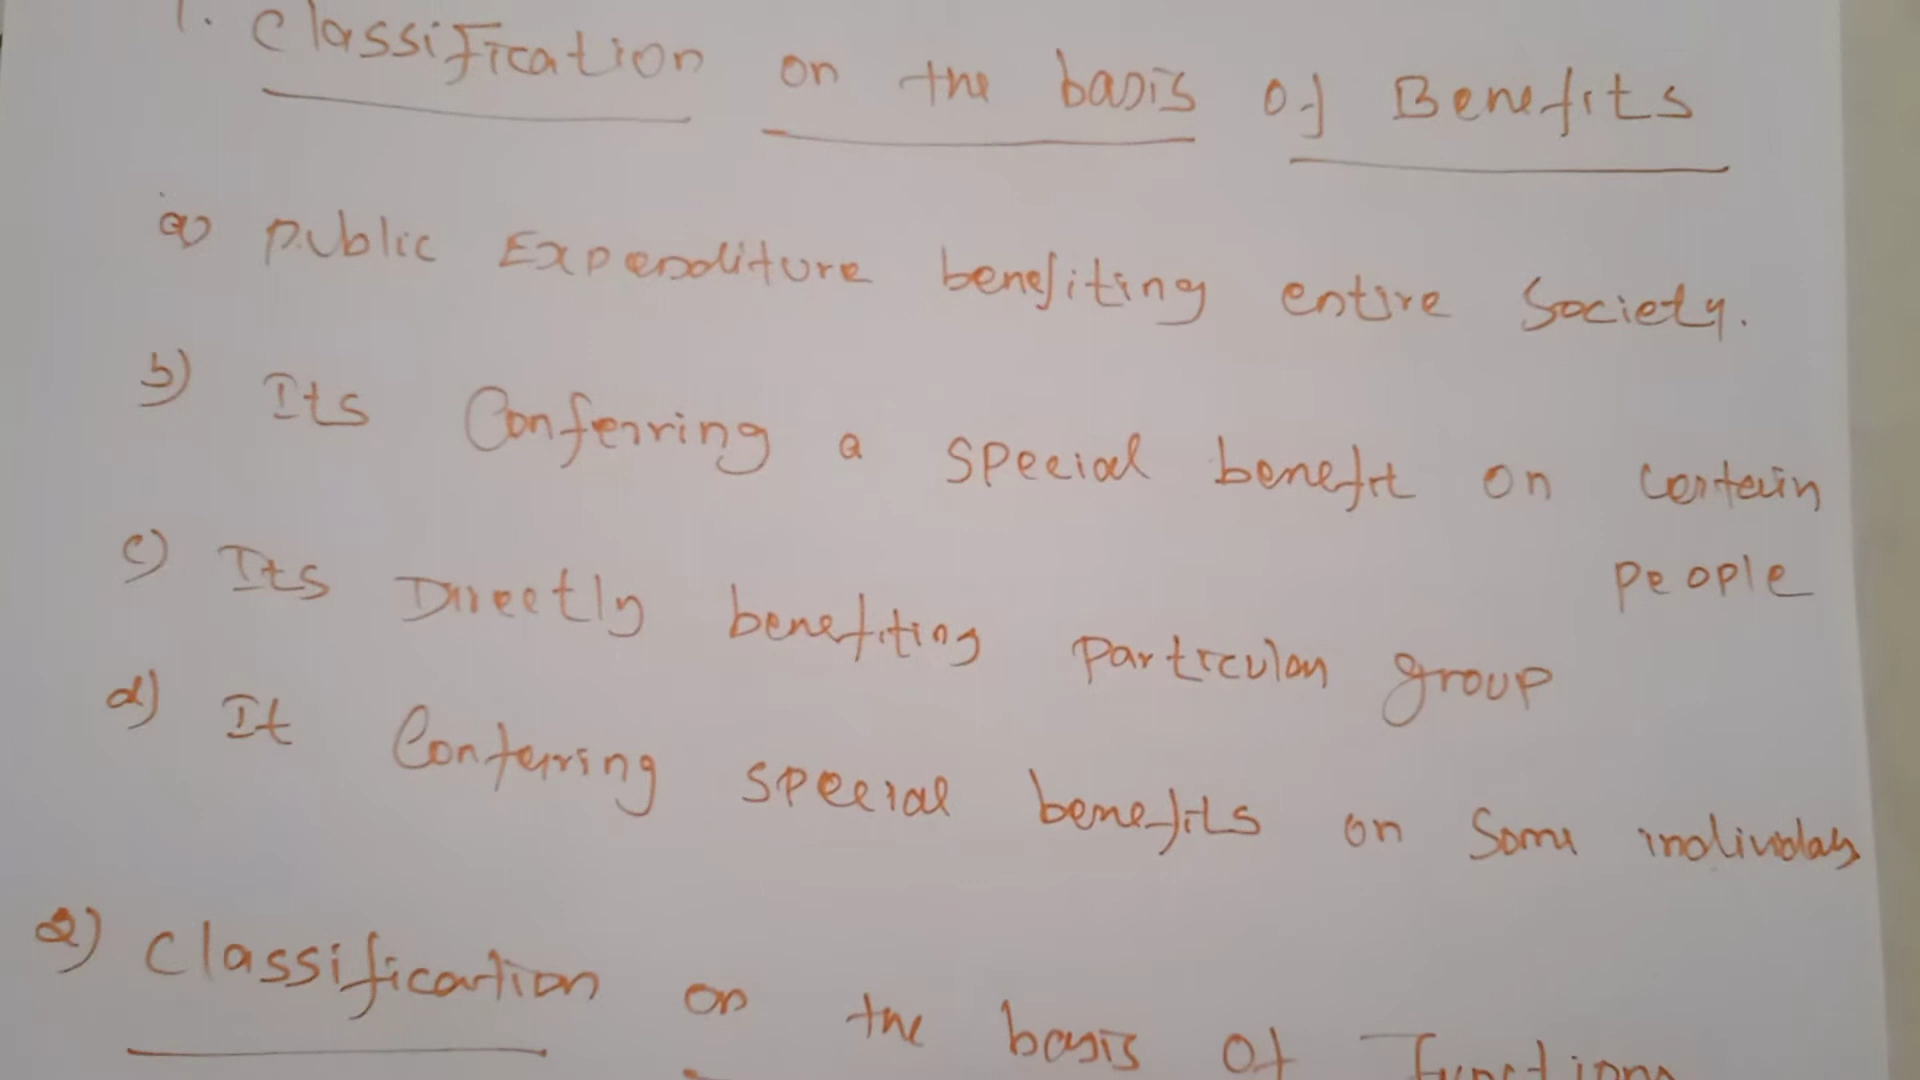 1. Classification on the basis of Benefits
a) Public Expenditure benefiting entire Society.
b) Its Conferring a special benefit on certain
people
c) Its Directly benefiting particular group
d) It Conferring special benefits on Some
2) Classification on the basis of Functions